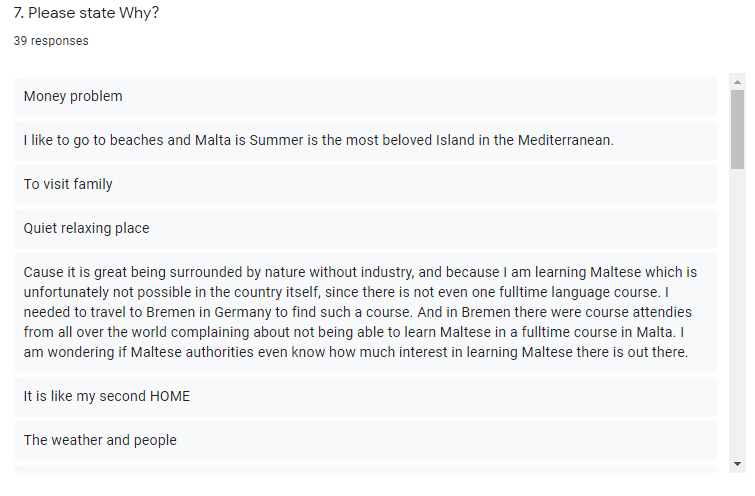 7. Please state Why?
39 responses
Money problem
I like to go to beaches and Malta is Summer is the most beloved Island in the Mediterranean.
To visit family
Quiet relaxing place
Cause it is great being surrounded by nature without industry, and because I am learning Maltese which is
unfortunately not possible in the country itself, since there is not even one fulltime language course. I
needed to travel to Bremen in Germany to find such a course. And in Bremen there were course attendies
from all over the world complaining about not being able to learn Maltese in a fulltime course in Malta. I
am wondering if Maltese authorities even know how much interest in learning Maltese there is out there.
It is like my second HOME
The weather and people